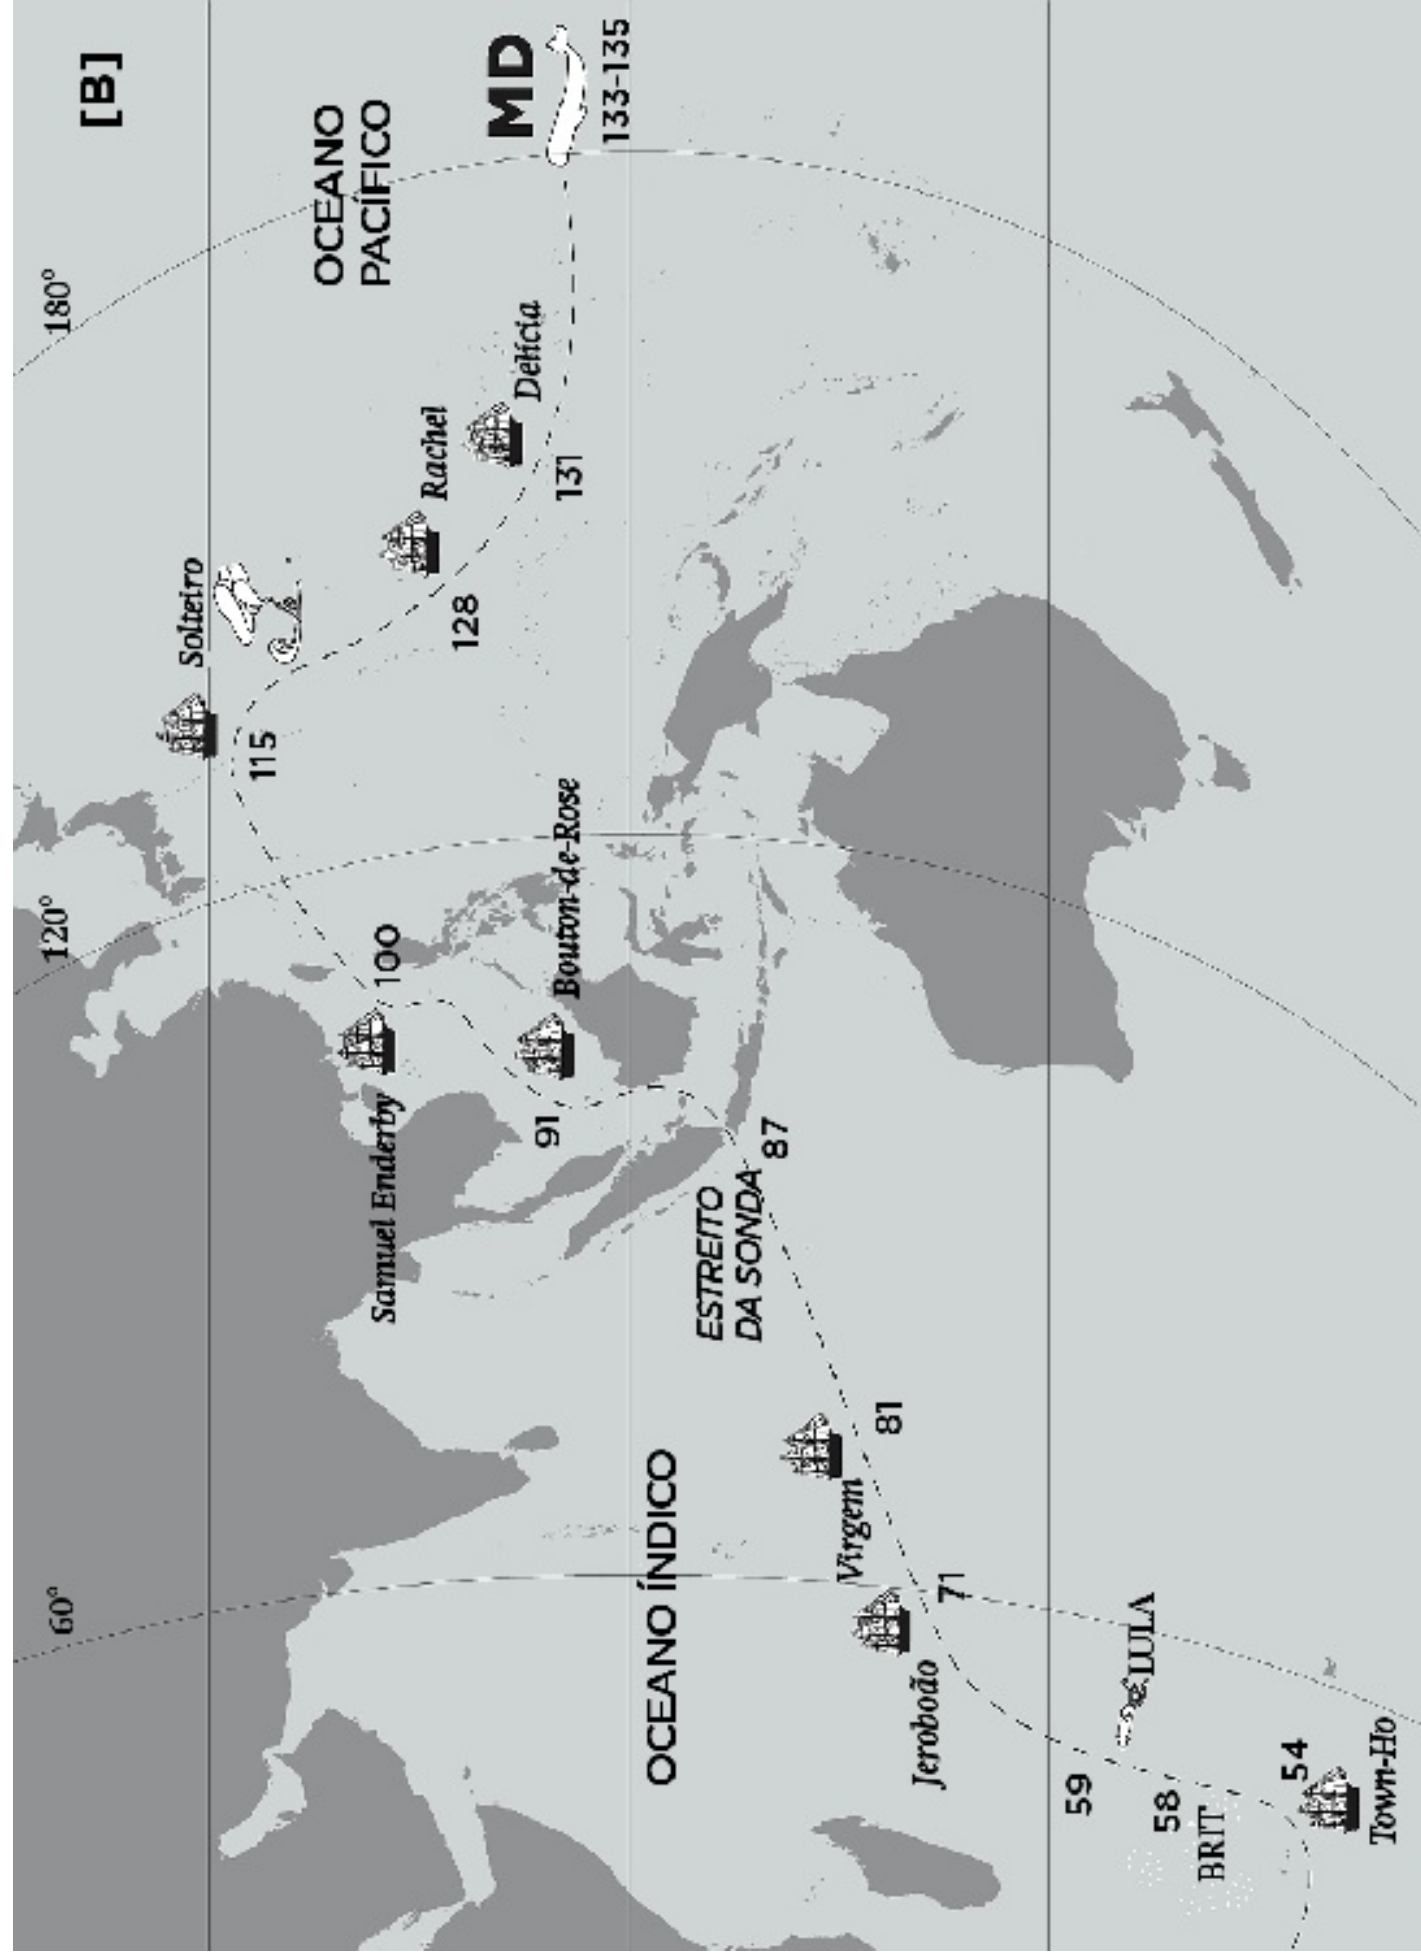 [B]
60°
120°
180°
OCEANO
PACÍFICO
MD
133-135
Solteiro
115
Rachel
128
Delícia
131
Samuel Enderby
100
Bouton-de-Rose
91
ESTREITO
DA SONDA
87
OCEANO ÍNDICO
Virgem
81
Jeroboão
71
LULA
59
58
BRIT
54
Town-Ho